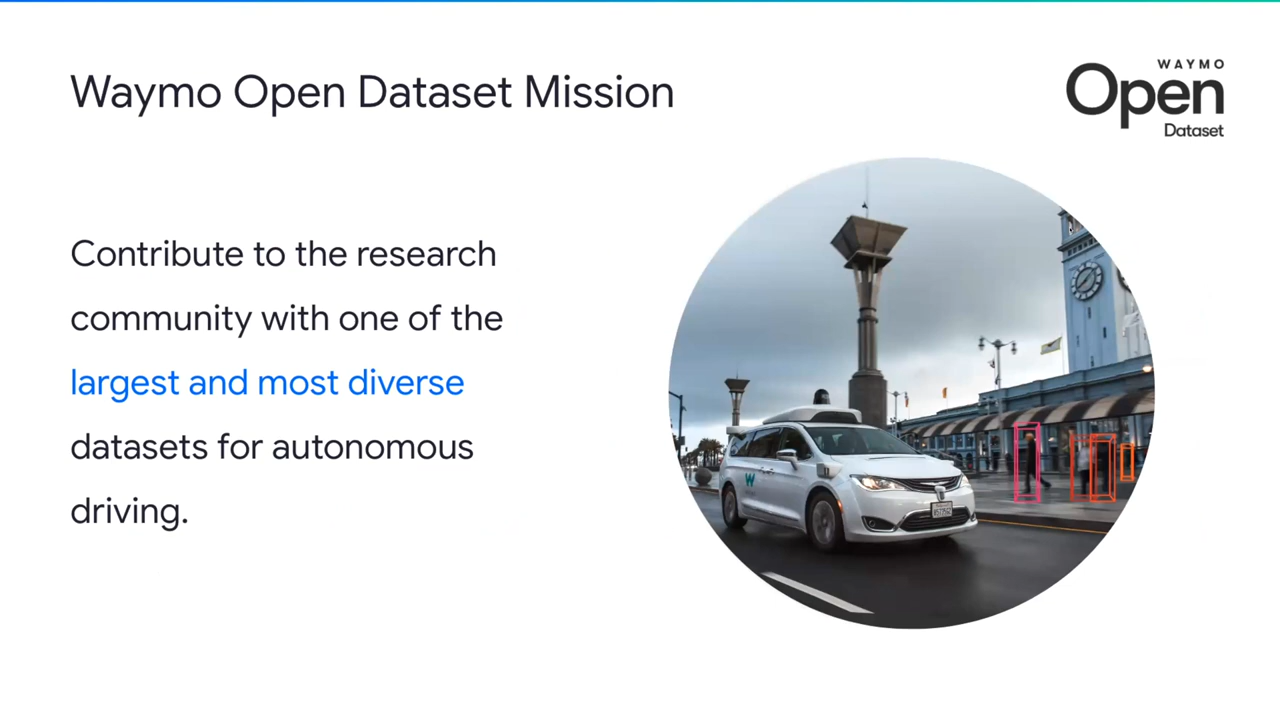 Waymo Open Dataset Mission
WAYMO
Open
Dataset
Contribute to the research
community with one of the
largest and most diverse
datasets for autonomous
driving.